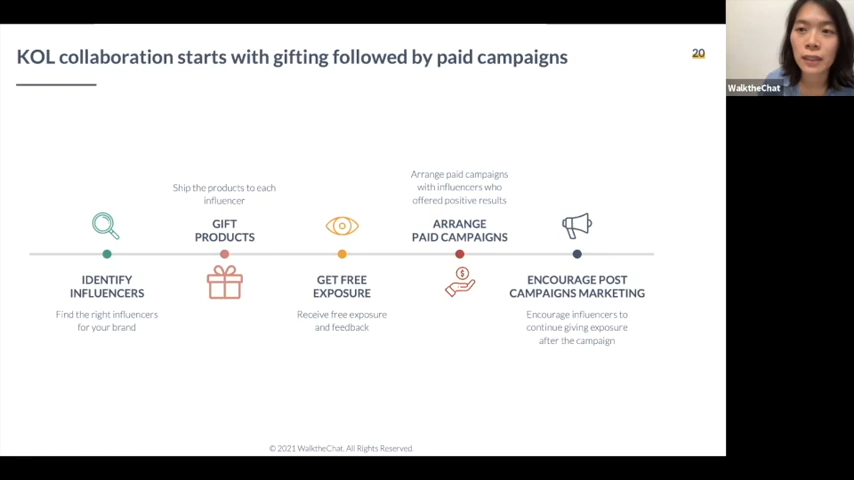 KOL collaboration starts with gifting followed by paid campaigns
20
WalktheChat
Ship the products to each
influencer
GIFT
PRODUCTS
Arrange paid campaigns
with influencers who
offered positive results
ARRANGE
PAID CAMPAIGNS
$
IDENTIFY
INFLUENCERS
Find the right influencers
for your brand
GET FREE
EXPOSURE
Receive free exposure
and feedback
ENCOURAGE POST
CAMPAIGNS MARKETING
Encourage influencers to
continue giving exposure
after the campaign
© 2021 WalktheChat. All Rights Reserved.